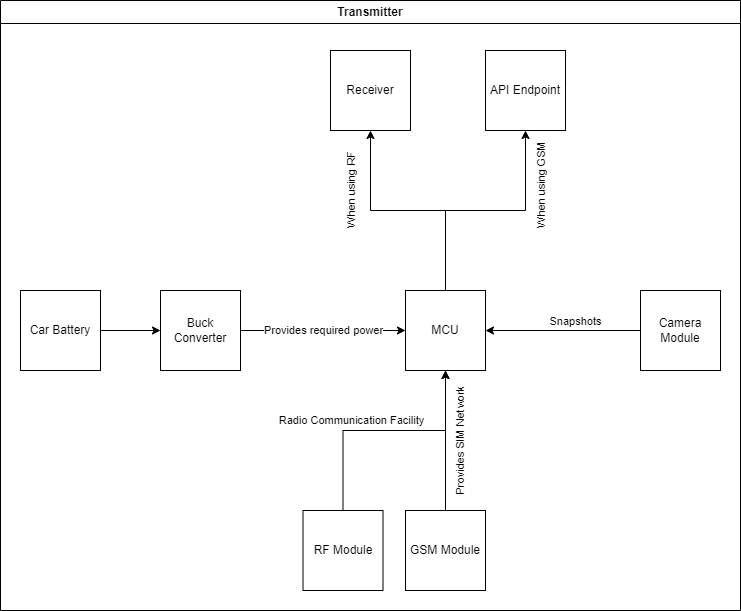 Transmitter
Receiver
API Endpoint
When using RF
When using GSM
Car Battery
Buck
Converter
Provides required power
MCU
Snapshots
Camera
Module
Radio Communication Facility
Provides SIM Network
RF Module
GSM Module